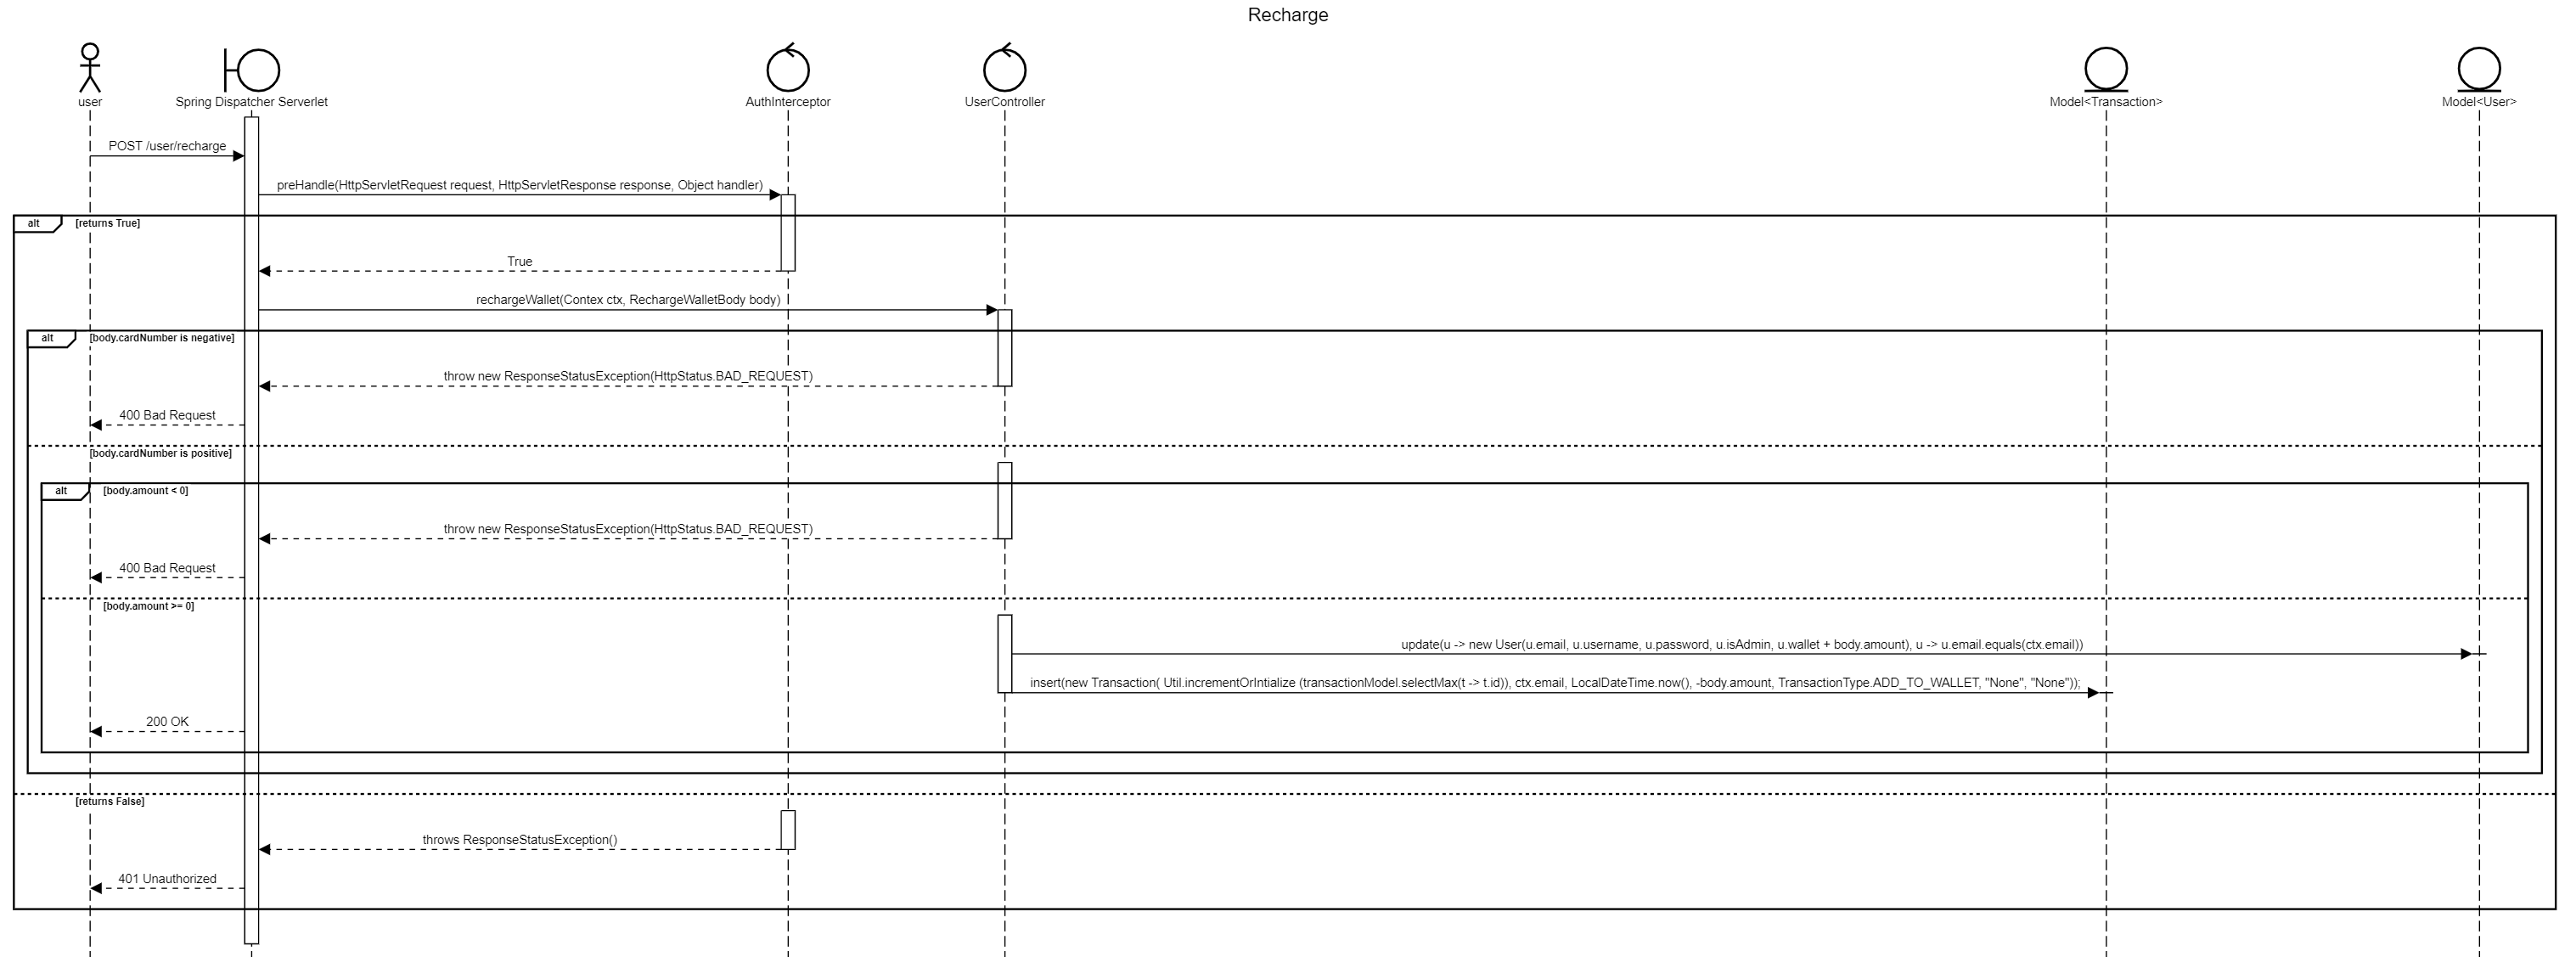 Recharge
user
Spring Dispatcher Serverlet
AuthInterceptor
UserController
Model<Transaction>
Model<User>
POST /user/recharge
preHandle(HttpServletRequest request, HttpServletResponse response, Object handler)
alt
[returns True]
True
rechargeWallet(Contex ctx, RechargeWalletBody body)
alt
[body.cardNumber is negative]
throw new ResponseStatusException(HttpStatus.BAD_REQUEST)
400 Bad Request
[body.cardNumber is positive]
alt
[body.amount < 0]
throw new ResponseStatusException(HttpStatus.BAD_REQUEST)
400 Bad Request
[body.amount >= 0]
update(u -> new User(u.email, u.username, u.password, u.isAdmin, u.wallet + body.amount), u -> u.email.equals(ctx.email))
insert(new Transaction( Util.incrementOrIntialize (transactionModel.selectMax(t -> t.id)), ctx.email, LocalDateTime.now(), -body.amount, TransactionType.ADD_TO_WALLET, "None", "None"));
200 OK
[returns False]
throws ResponseStatusException()
401 Unauthorized